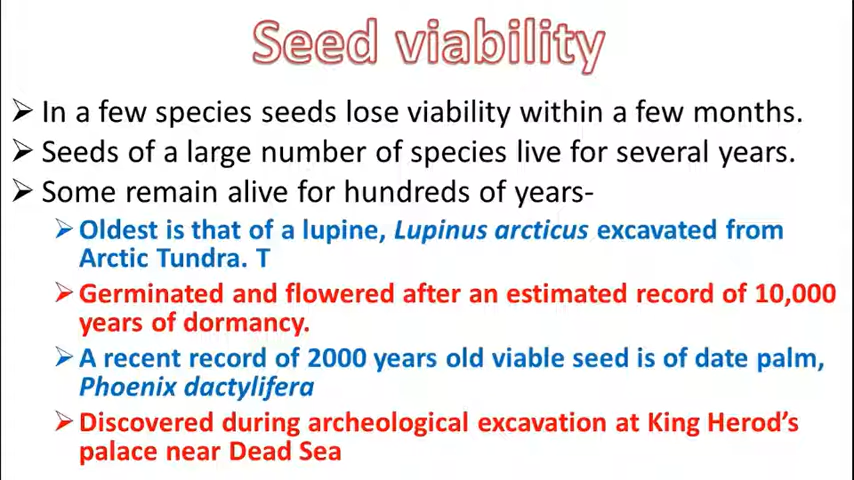 Seed viability
➢ In a few species seeds lose viability within a few months.
➢ Seeds of a large number of species live for several years.
➢ Some remain alive for hundreds of years-
➢ Oldest is that of a lupine, Lupinus arcticus excavated from
Arctic Tundra. T
➢ Germinated and flowered after an estimated record of 10,000
years of dormancy.
➢ A recent record of 2000 years old viable seed is of date palm,
Phoenix dactylifera
➢ Discovered during archeological excavation at King Herod’s
palace near Dead Sea